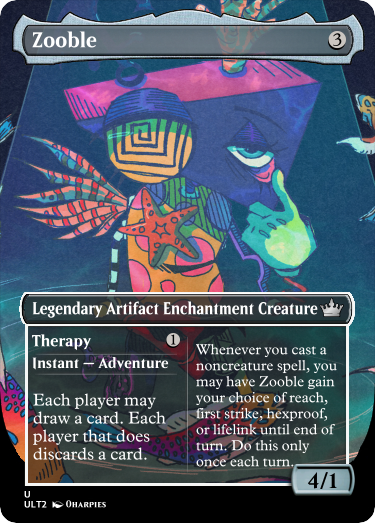 Zooble
3
Legendary Artifact Enchantment Creature
Therapy 1
Instant — Adventure
Each player may
draw a card. Each
player that does
discards a card.
Whenever you cast a
noncreature spell, you
may have Zooble gain
your choice of reach,
first strike, hexproof,
or lifelink until end of
turn. Do this only
once each turn.
4/1
U
ULT2 0harpies